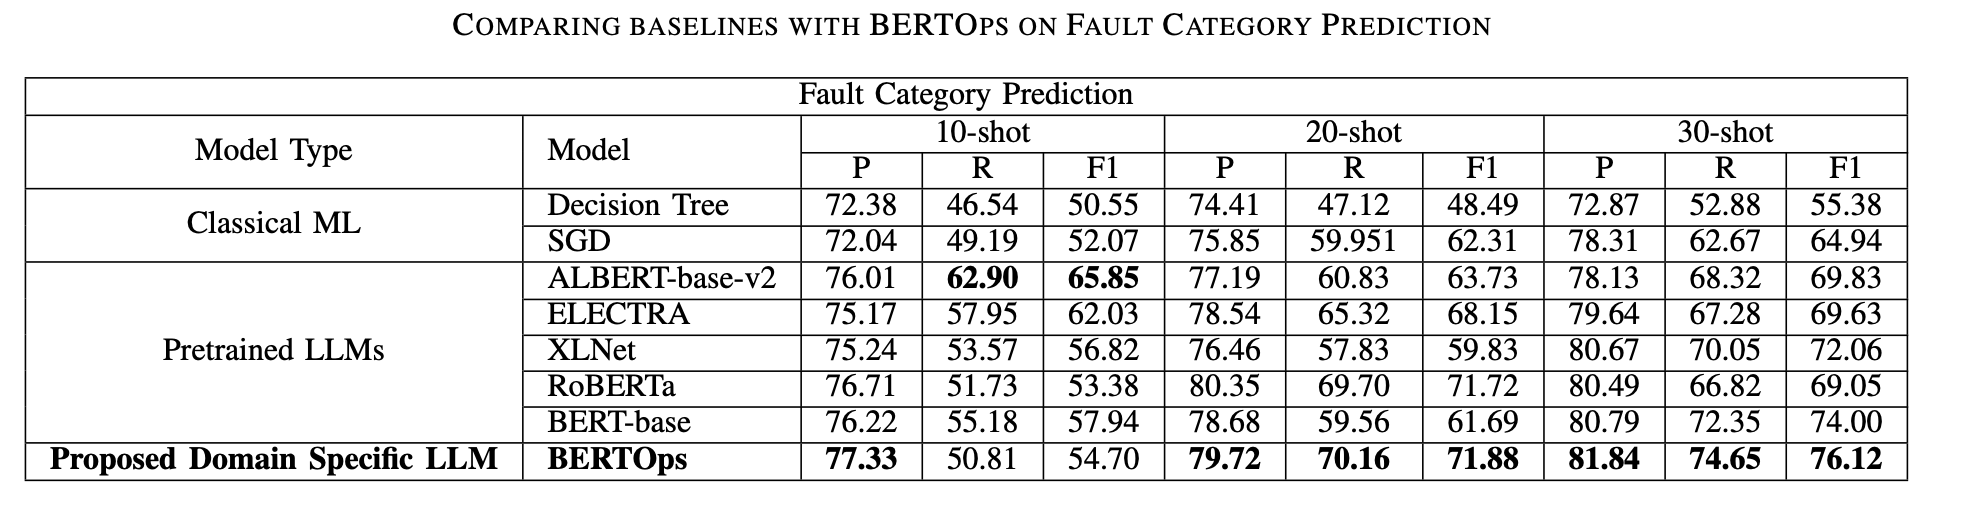 COMPARING BASELINES WITH BERTOPS ON FAULT CATEGORY PREDICTION
Fault Category Prediction
Model Type Model 10-shot 20-shot 30-shot
P R F1 P R F1 P R F1
Classical ML
Decision Tree 72.38 46.54 50.55 74.41 47.12 48.49 72.87 52.88 55.38
SGD 72.04 49.19 52.07 75.85 59.951 62.31 78.31 62.67 64.94
Pretrained LLMs
ALBERT-base-v2 76.01 62.90 65.85 77.19 60.83 63.73 78.13 68.32 69.83
ELECTRA 75.17 57.95 62.03 78.54 65.32 68.15 79.64 67.28 69.63
XLNet 75.24 53.57 56.82 76.46 57.83 59.83 80.67 70.05 72.06
RoBERTa 76.71 51.73 53.38 80.35 69.70 71.72 80.49 66.82 69.05
BERT-base 76.22 55.18 57.94 78.68 59.56 61.69 80.79 72.35 74.00
Proposed Domain Specific LLM BERTOps 77.33 50.81 54.70 79.72 70.16 71.88 81.84 74.65 76.12